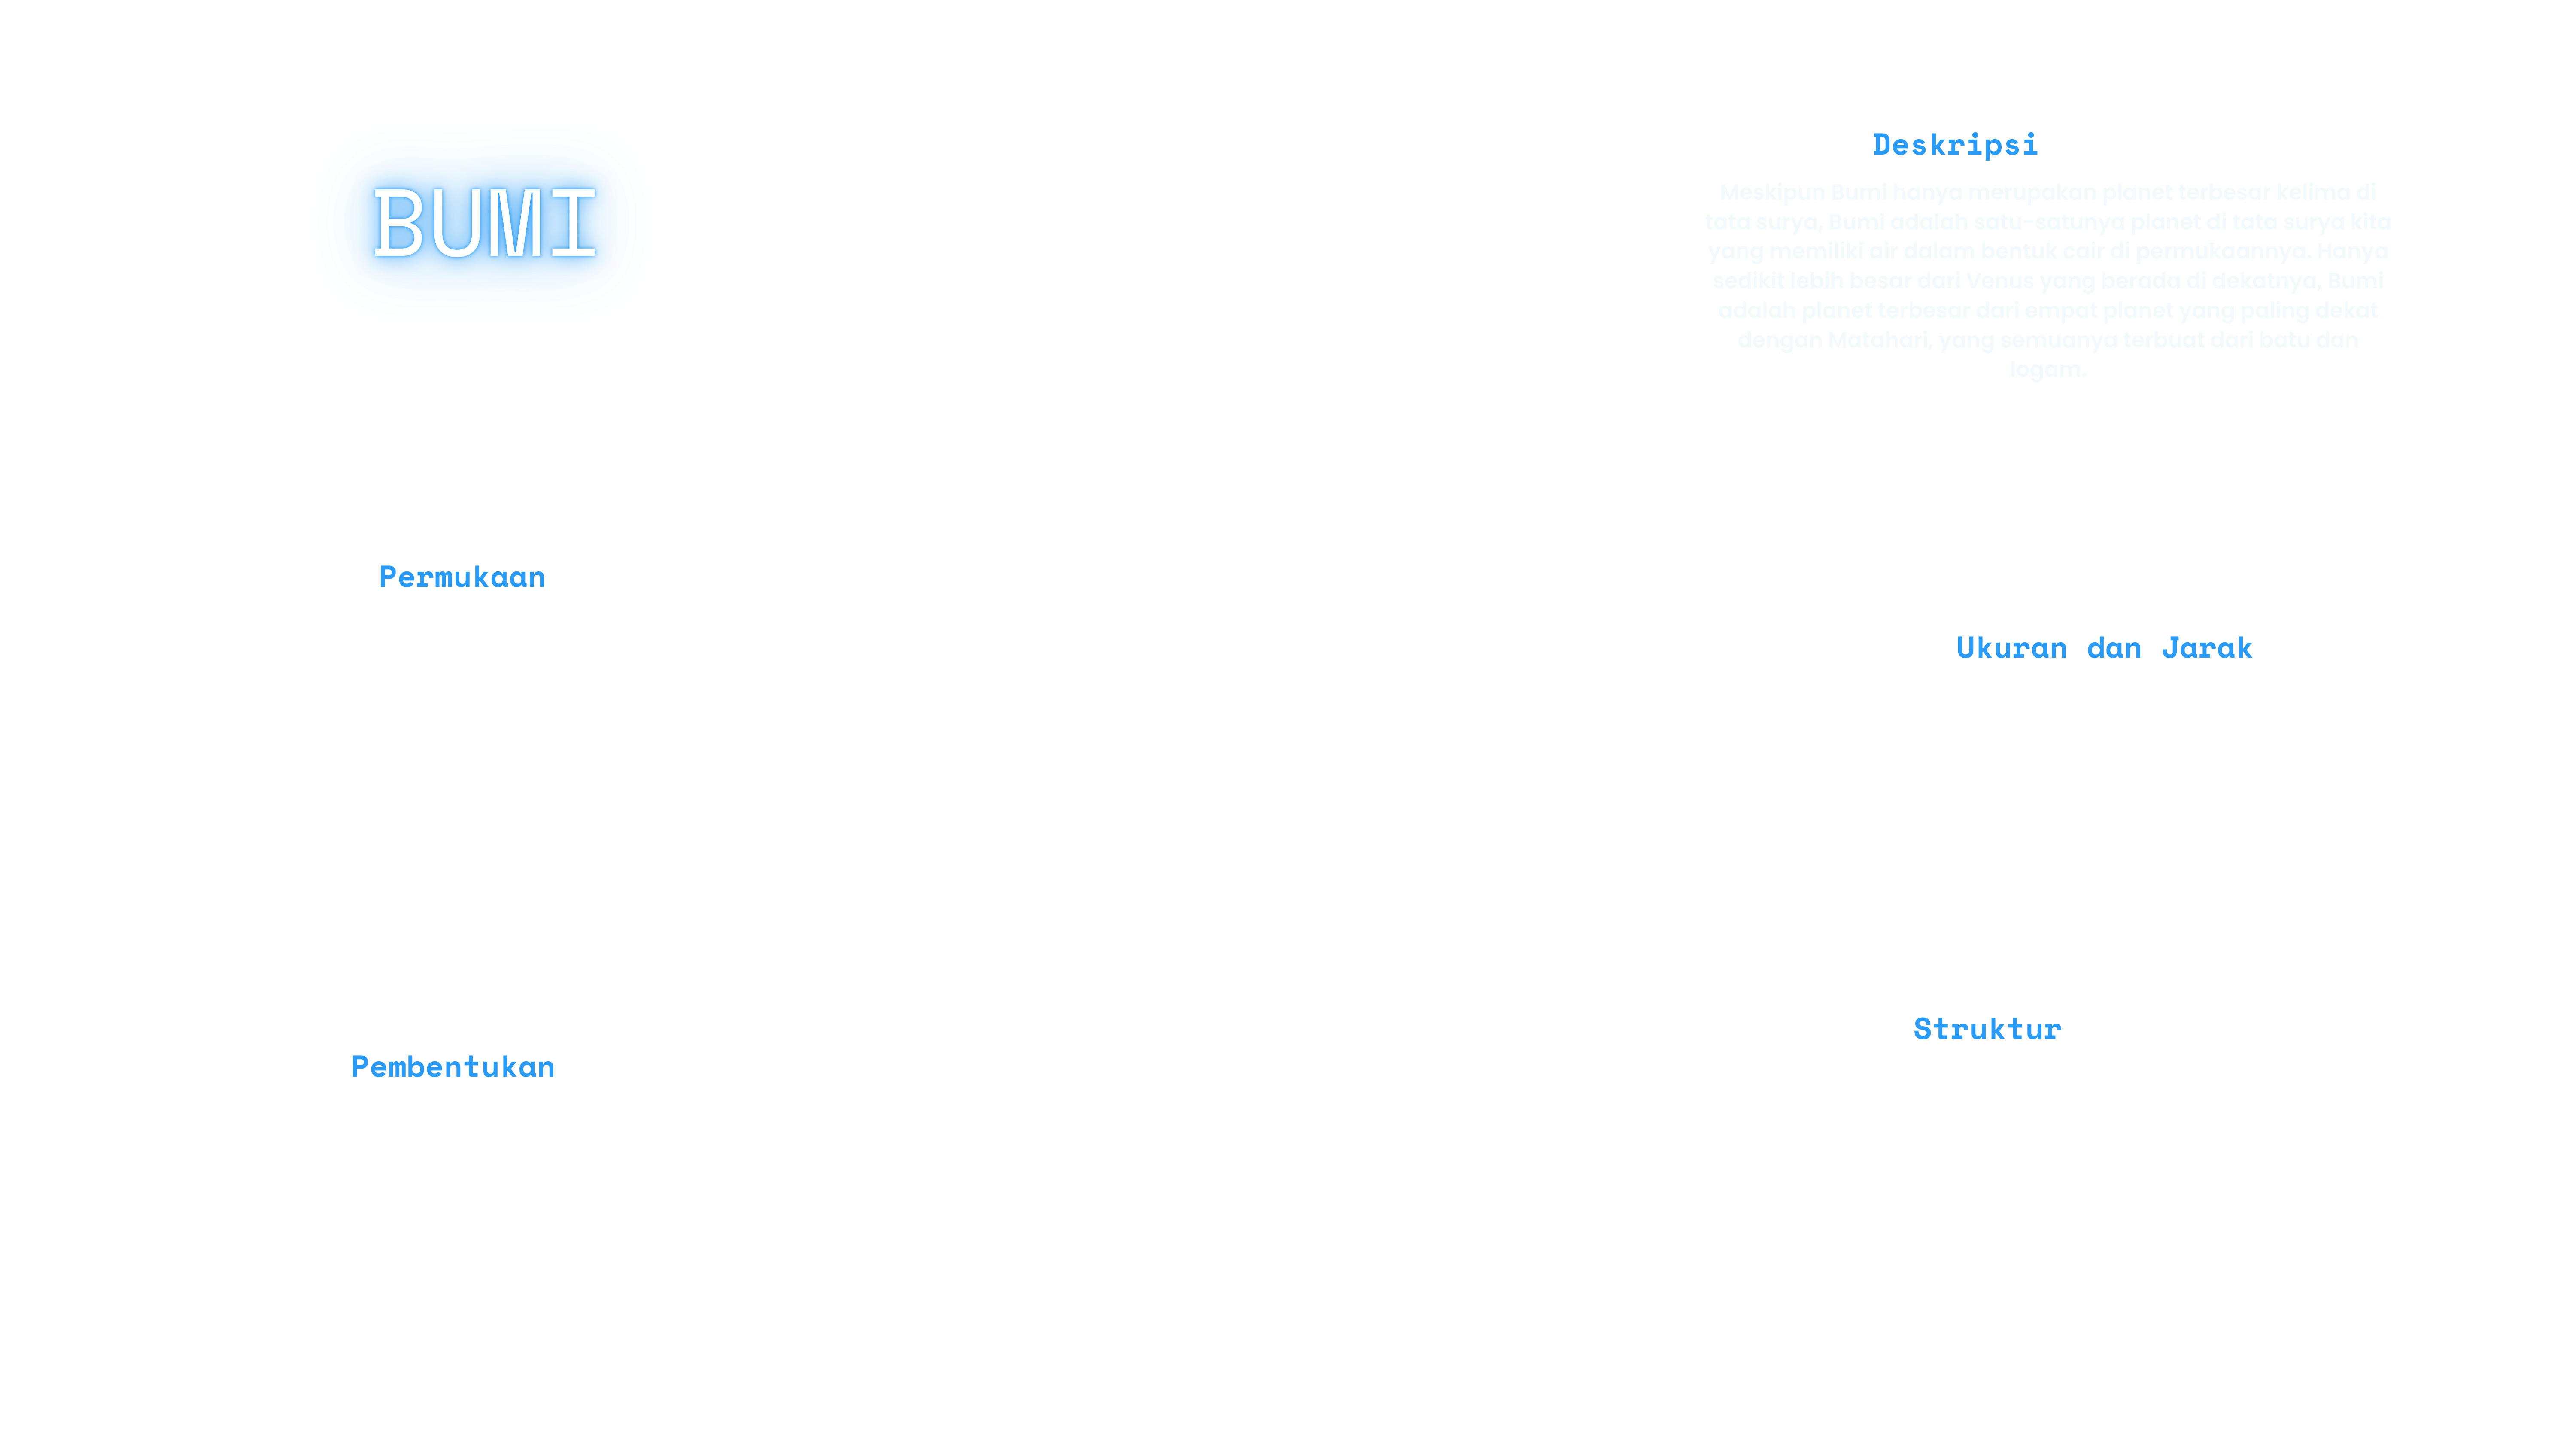 BUMI
Deskripsi
Meskipun Bumi hanya merupakan planet terbesar kelima di
tata surya, Bumi adalah satu-satunya planet di tata surya kita
yang memiliki air dalam bentuk cair di permukaannya. Hanya
sedikit lebih besar dari Venus yang berada di dekatnya, Bumi
adalah planet terbesar dari empat planet yang paling dekat
dengan Matahari, yang semuanya terbuat dari batu dan
logam.
Permukaan
Ukuran dan Jarak
Struktur
Pembentukan